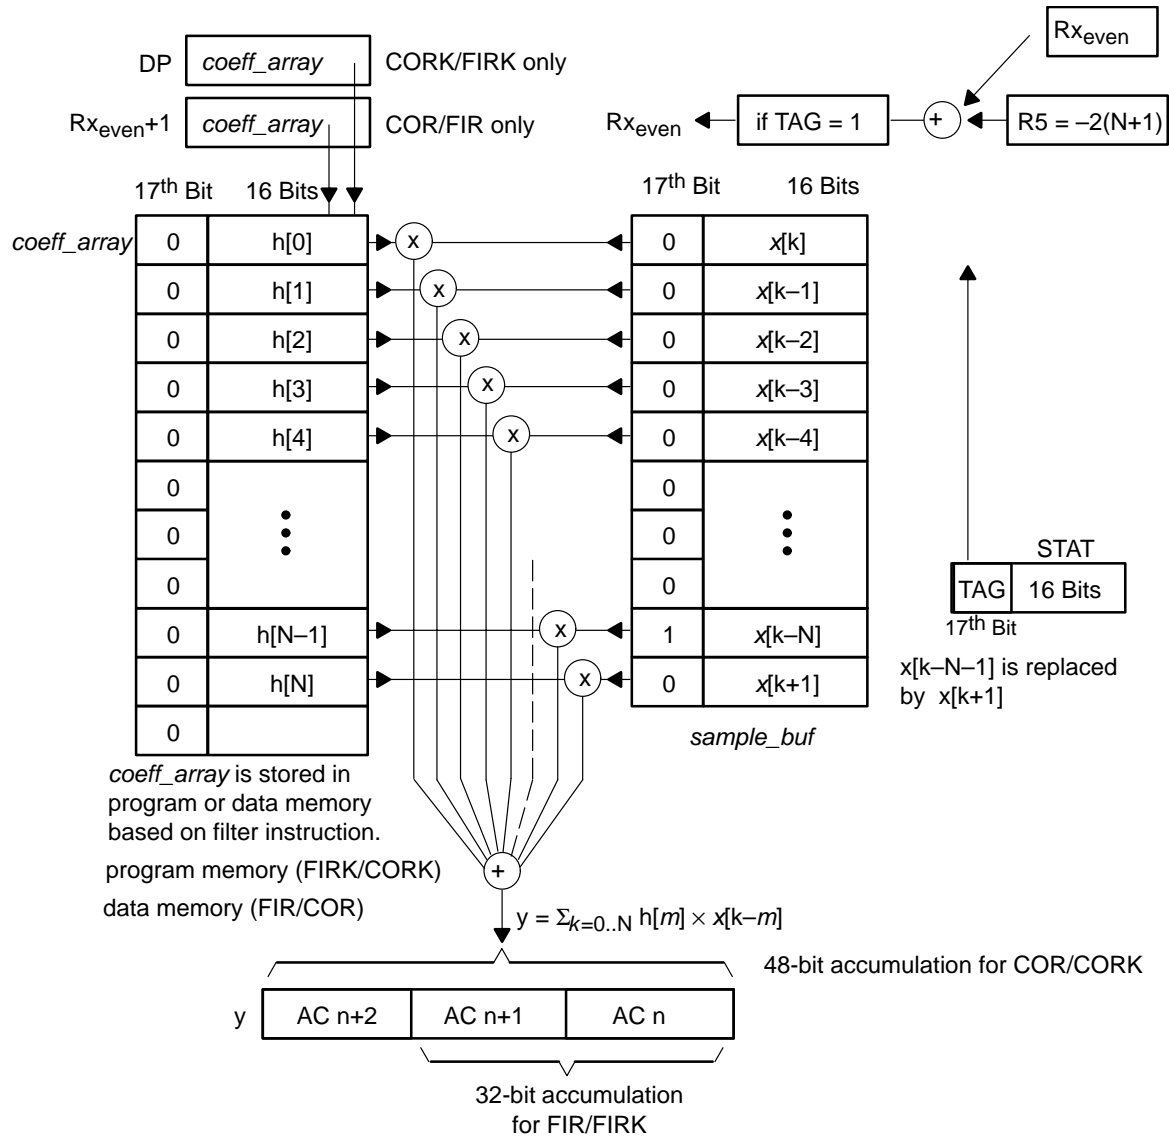 Rxeven
DP coeff_array CORK/FIRK only
Rxeven+1 coeff_array COR/FIR only
Rxeven if TAG = 1 + R5 = –2(N+1)
17th Bit 16 Bits 17th Bit 16 Bits
coeff_array 0 h[0] x 0 x[k]
0 h[1] x 0 x[k–1]
0 h[2] x 0 x[k–2]
0 h[3] x 0 x[k–3]
0 h[4] x 0 x[k–4]
0 0
0 0
0 0
STAT
TAG 16 Bits
17th Bit
0 h[N–1] x 1 x[k–N]
0 h[N] x 0 x[k+1]
0
x[k–N–1] is replaced
by x[k+1]
sample_buf
coeff_array is stored in
program or data memory
based on filter instruction.
program memory (FIRK/CORK)
data memory (FIR/COR)
+
y = Σk=0..N h[m] × x[k–m]
48-bit accumulation for COR/CORK
y AC n+2 AC n+1 AC n
32-bit accumulation
for FIR/FIRK